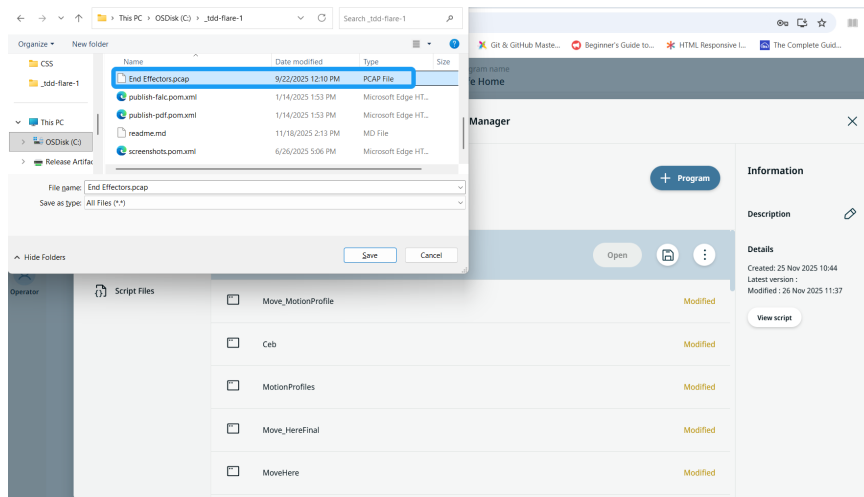 This PC > OSDisk (C:) > _tdd-flare-1
Search _tdd-flare-1
Organize
New folder
CSS
_tdd-flare-1
This PC
OSDisk (C:)
Release Artifac
Name
Date modified
Type
Size
End Effectors.pcap
9/22/2025 12:10 PM
PCAP File
publish-falc.pom.xml
1/14/2025 1:53 PM
Microsoft Edge HT...
publish-pdf.pom.xml
1/14/2025 1:53 PM
Microsoft Edge HT...
readme.md
11/18/2025 2:13 PM
MD File
screenshots.pom.xml
6/26/2025 5:06 PM
Microsoft Edge HT...
File name: End Effectors.pcap
Save as type: All Files (*.*)
Hide Folders
Save
Cancel
Git & GitHub Maste...
Beginner's Guide to...
HTML Responsive I...
The Complete Guid...
name
e Home
Manager
+ Program
Information
Description
Details
Created: 25 Nov 2025 10:44
Latest version :
Modified : 26 Nov 2025 11:37
View script
Open
Operator
Script Files
Move_MotionProfile
Modified
Ceb
Modified
MotionProfiles
Modified
Move_HereFinal
Modified
MoveHere
Modified